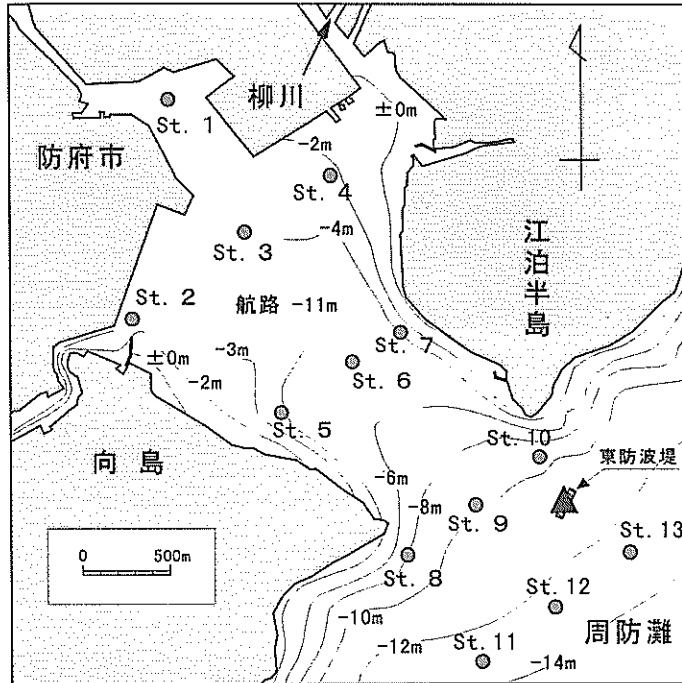 柳川
±0m
St. 1
防府市
-2m
St. 4
-4m
St. 3
江泊半島
St. 2
航路 -11m
St. 7
±0m
-3m
-2m
St. 6
St. 5
St. 10
向島
東防波堤
-6m
-8m
St. 9
St. 13
0 500m
St. 8
St. 12
-10m
周防灘
-12m
St. 11
-14m